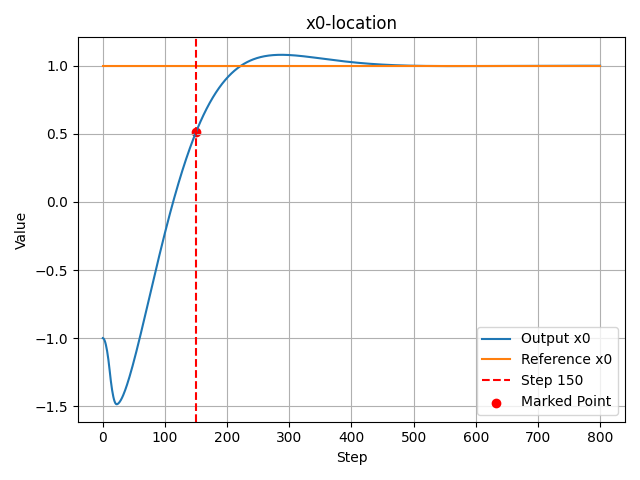 x0-location
1.0
0.5
0.0
−0.5
−1.0
−1.5
Value
0 100 200 300 400 500 600 700 800
Step
Output x0
Reference x0
Step 150
Marked Point